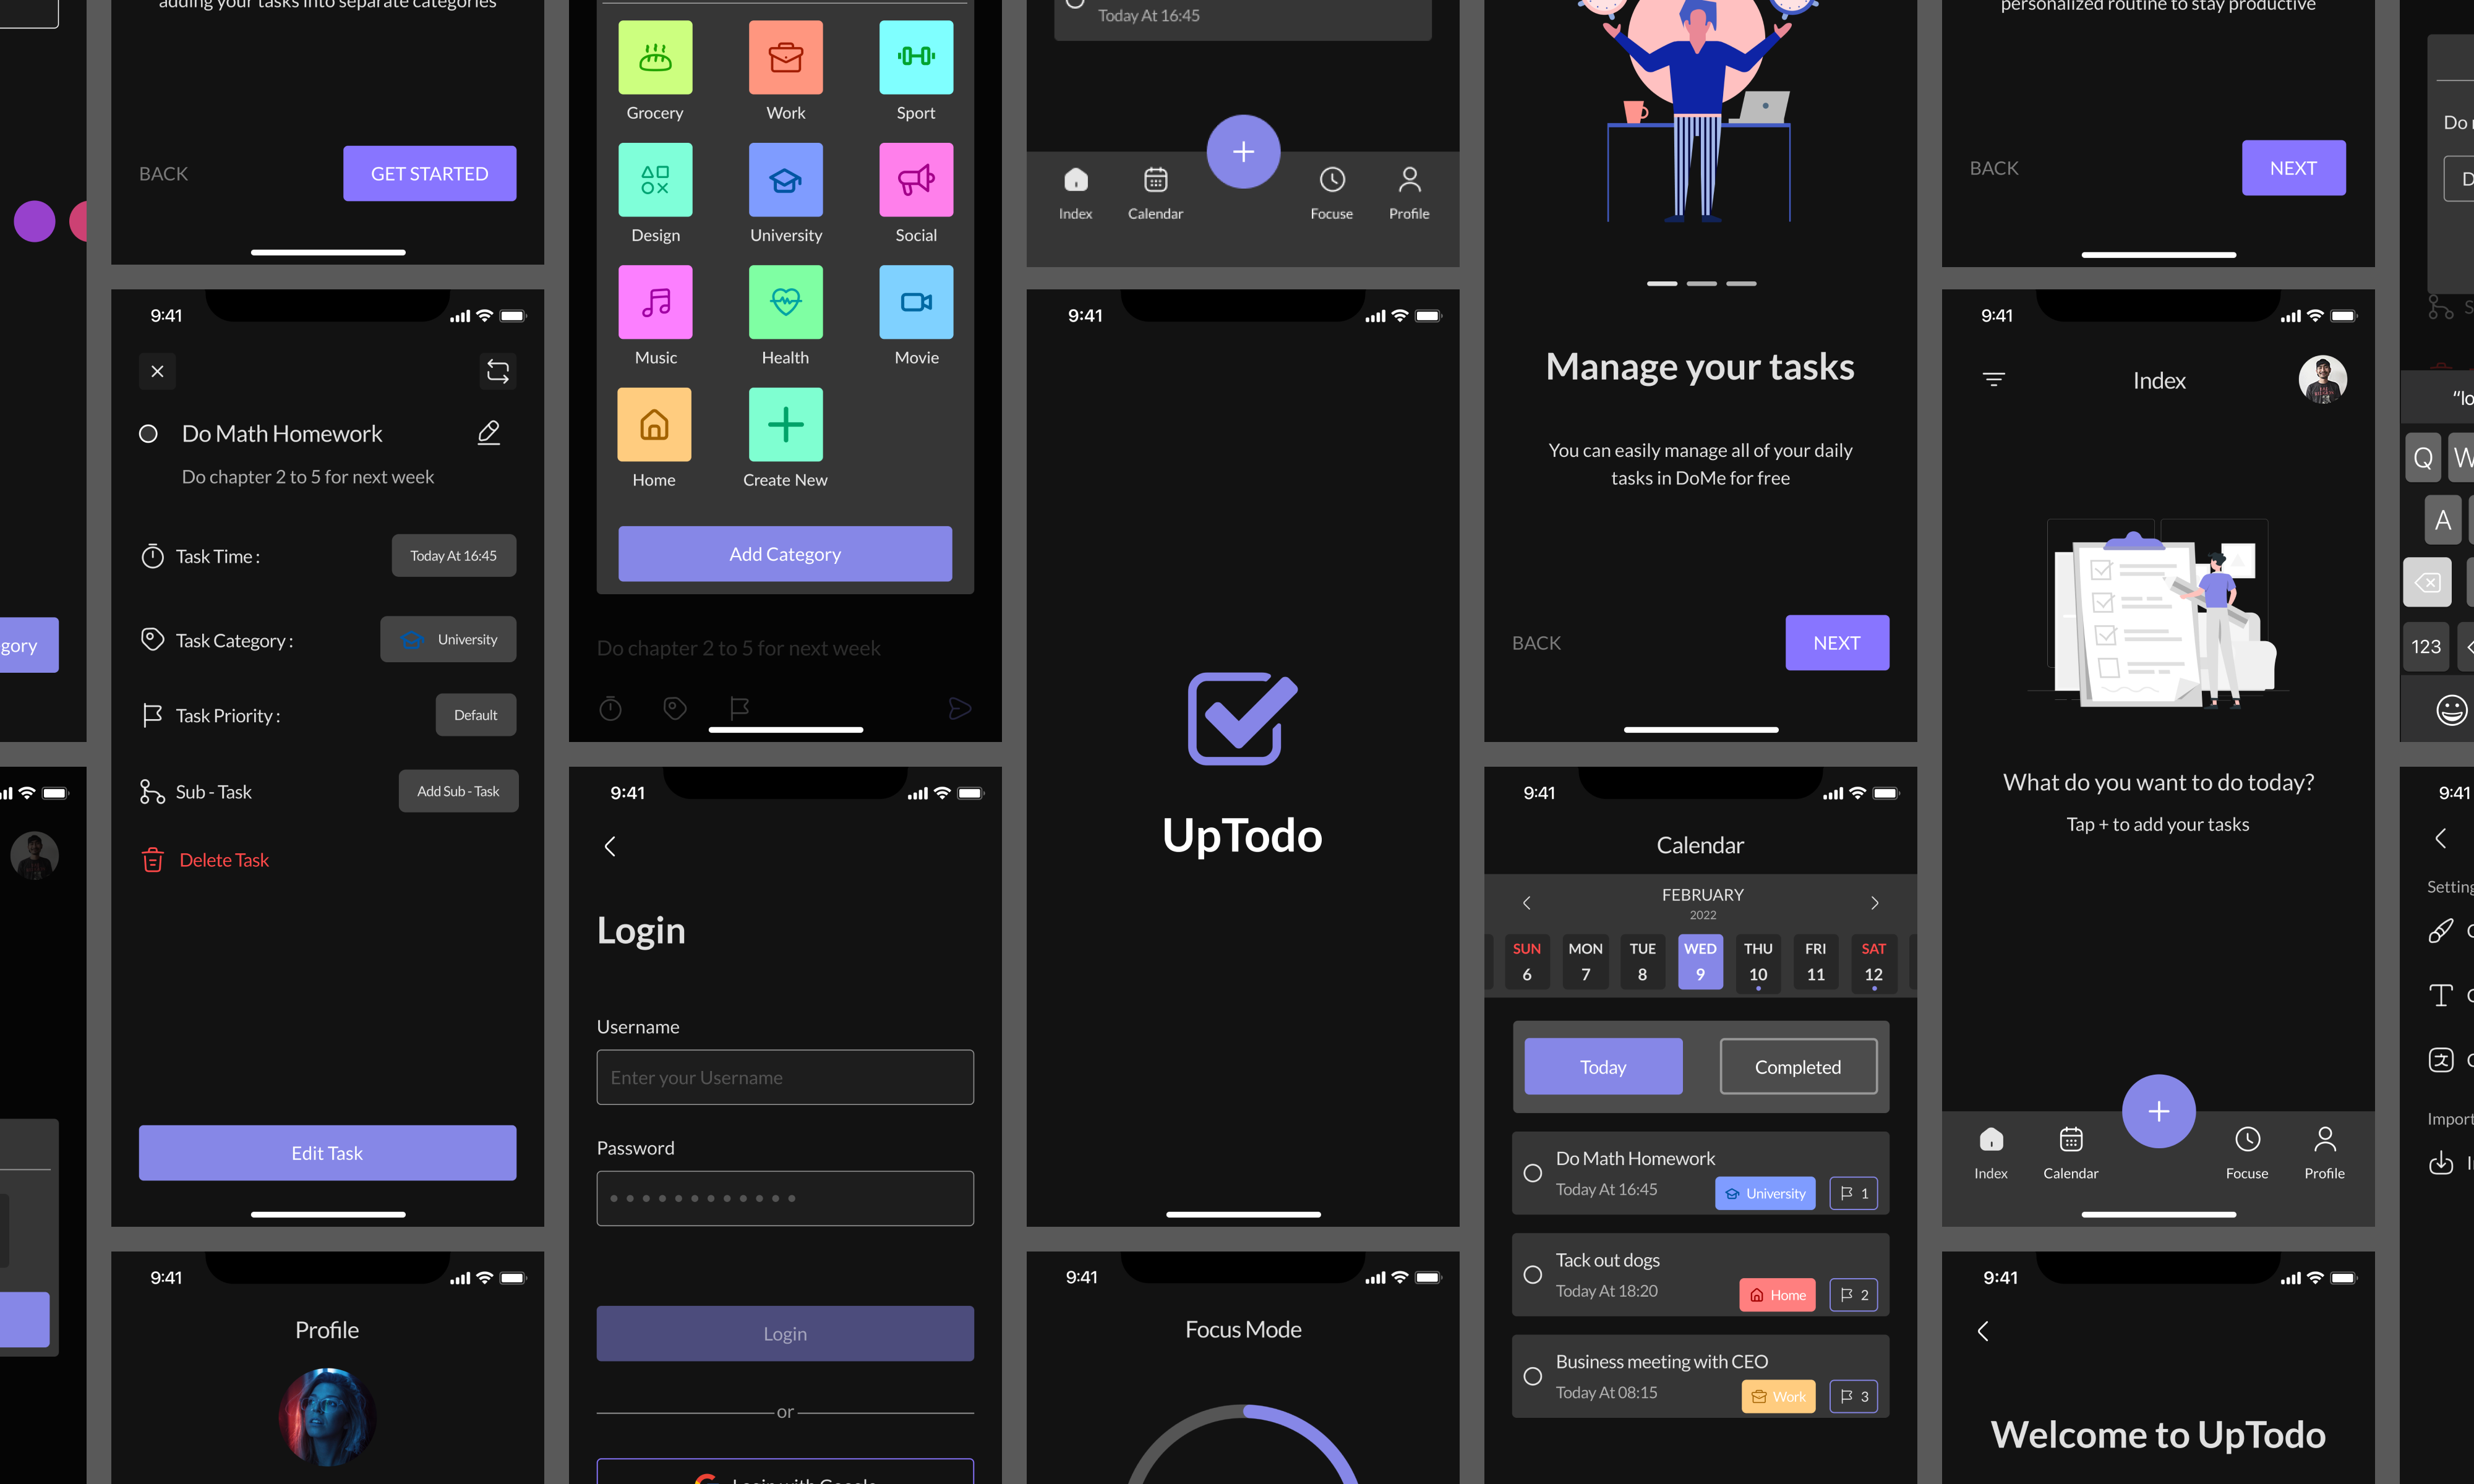 gory
adding your tasks into separate categories
BACK
GET STARTED
9:41
Do Math Homework
Do chapter 2 to 5 for next week
Task Time :
Today At 16:45
Task Category :
University
Task Priority :
Default
Sub - Task
Add Sub - Task
Delete Task
Edit Task
9:41
Profile
Grocery
Work
Sport
Design
University
Social
Music
Health
Movie
Home
Create New
Add Category
Do chapter 2 to 5 for next week
9:41
Login
Username
Enter your Username
Password
Login
or
Login with Google
Today At 16:45
Index
Calendar
Focuse
Profile
9:41
UpTodo
9:41
Focus Mode
Manage your tasks
You can easily manage all of your daily
tasks in DoMe for free
BACK
NEXT
9:41
Calendar
FEBRUARY
2022
SUN MON TUE WED THU FRI SAT
6 7 8 9 10 11 12
Today
Completed
Do Math Homework
Today At 16:45
University
1
Tack out dogs
Today At 18:20
Home
2
Business meeting with CEO
Today At 08:15
Work
3
personalized routine to stay productive
BACK
NEXT
9:41
Index
What do you want to do today?
Tap + to add your tasks
Index
Calendar
Focuse
Profile
9:41
Welcome to UpTodo
Do
D
"lo
Q W
A
123
9:41
Setting
Import